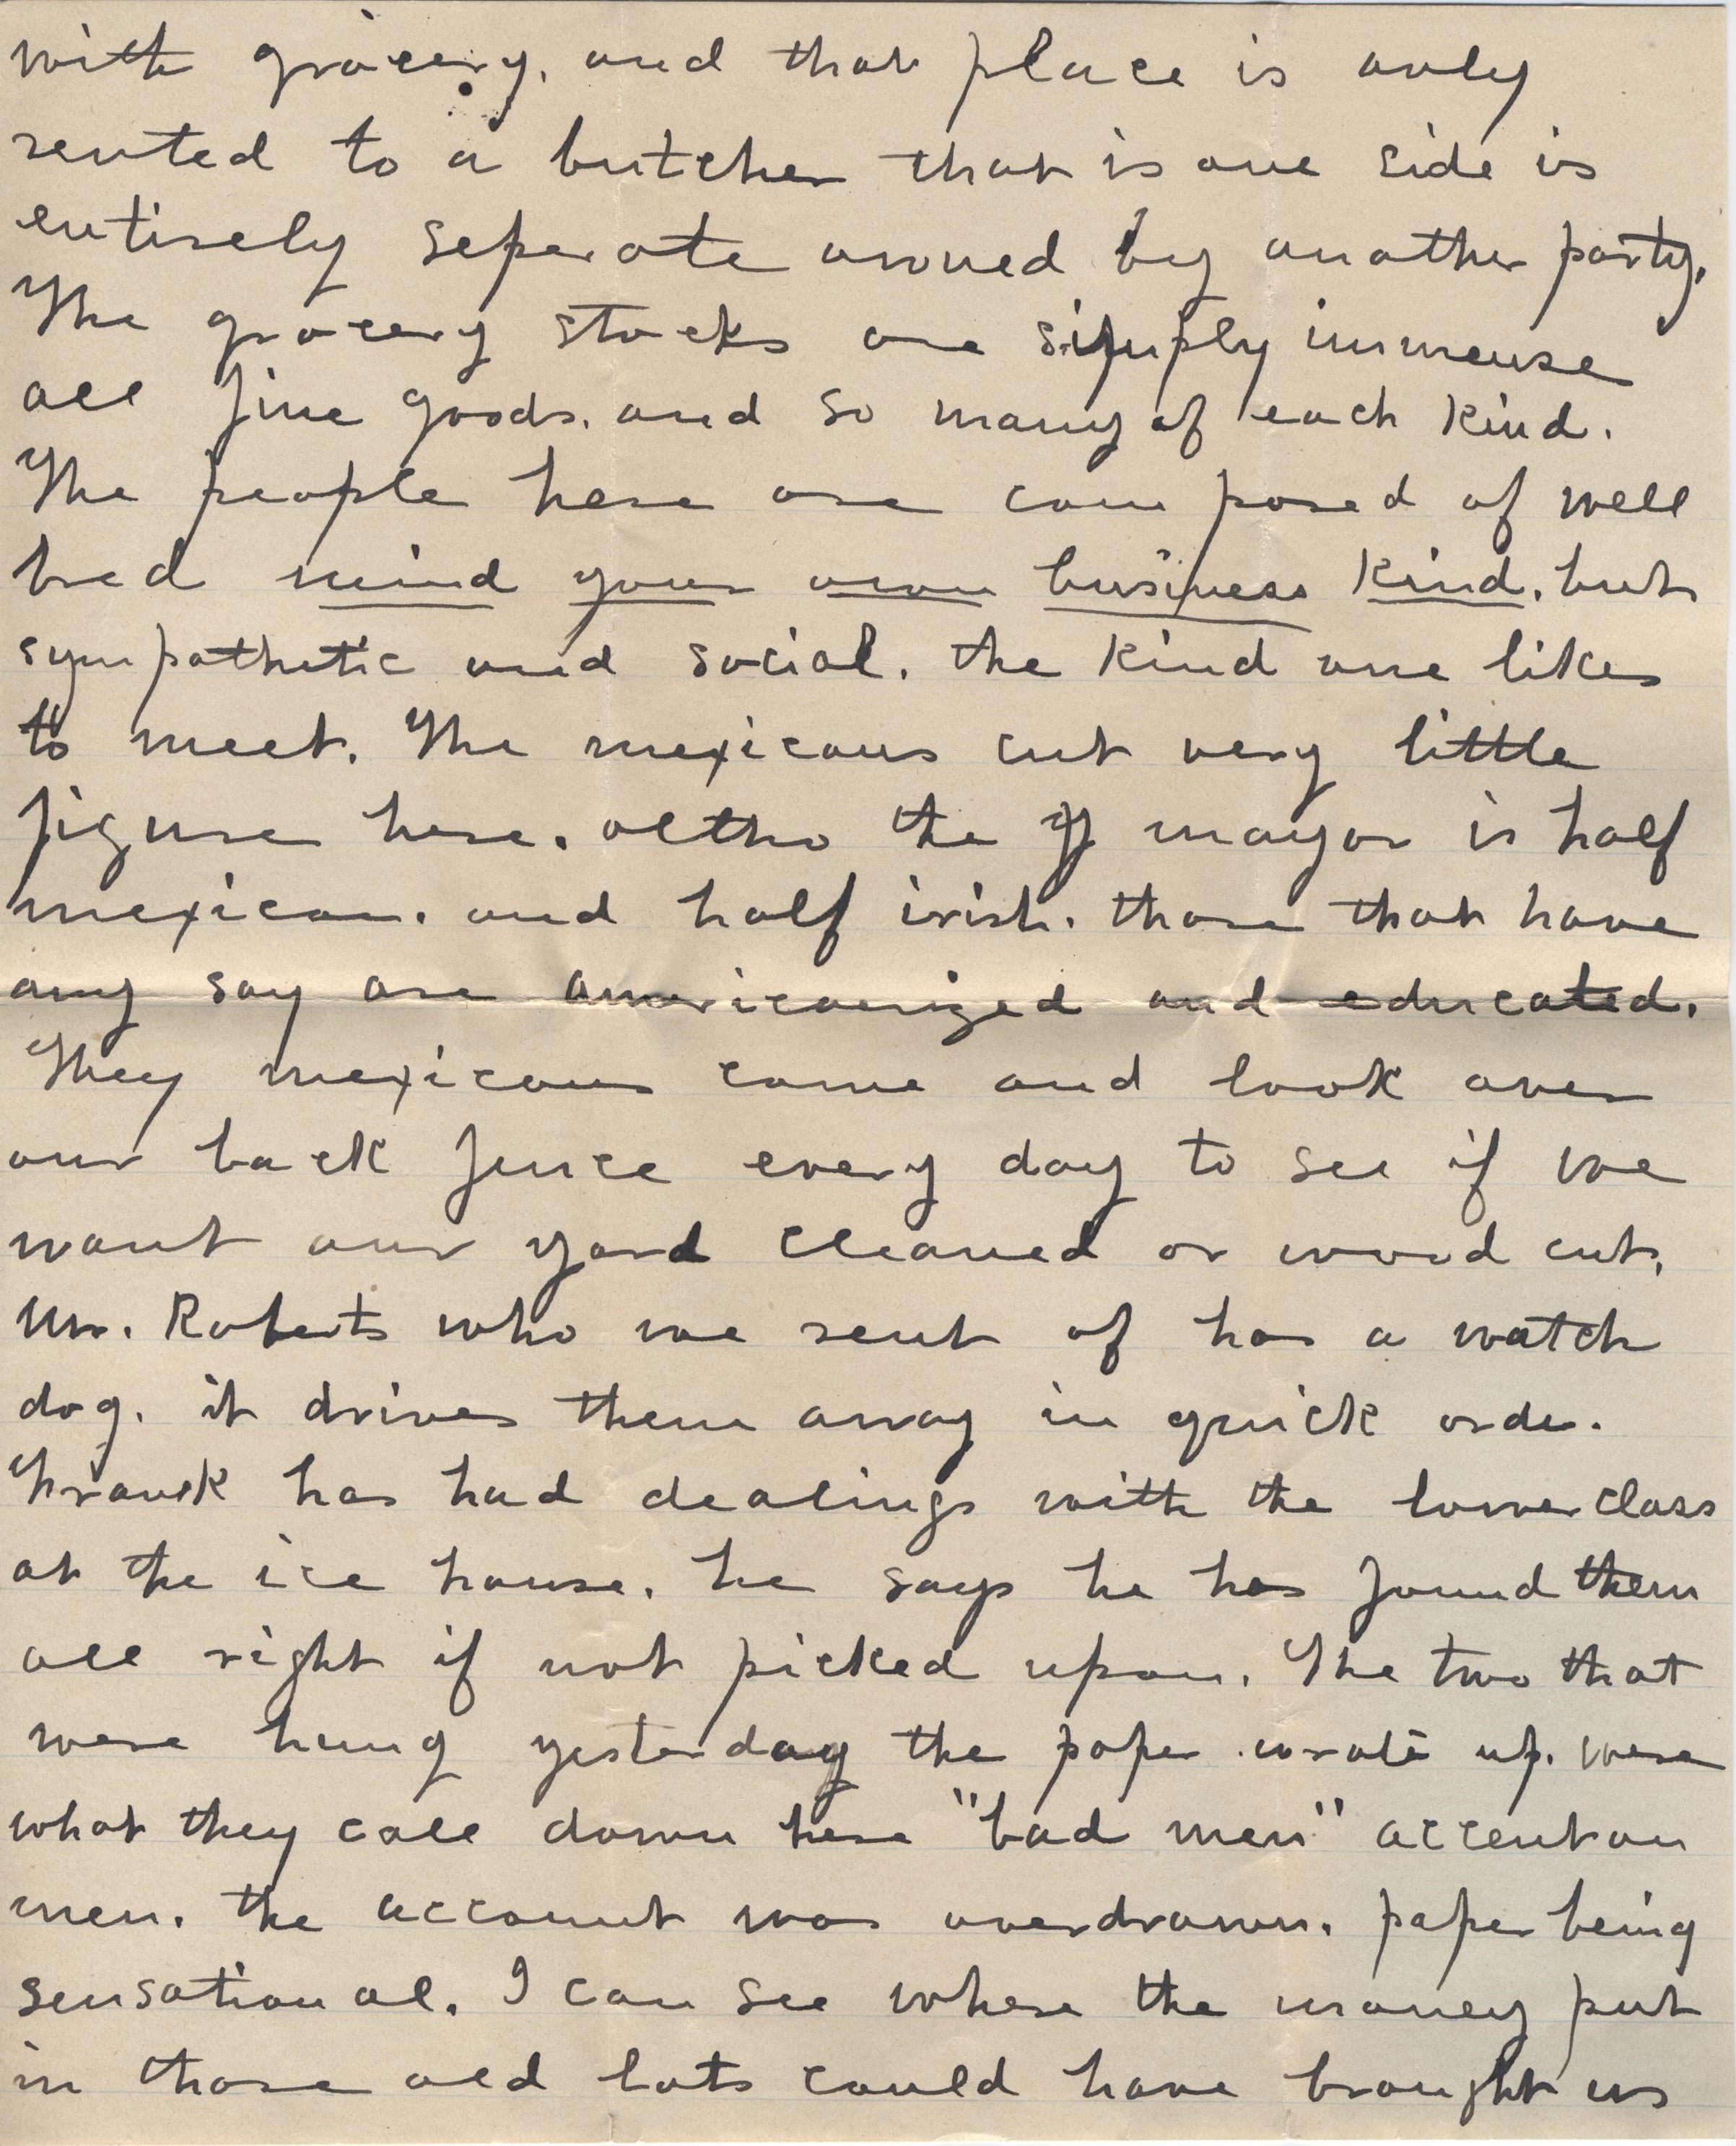 with grocery. and that place is only
rented to a butcher that is one side is
entirely seperate owned by another party.
The grocery stocks are simply immense
all fine goods. and so many of each kind.
The people here are composed of well
bred mind your own business kind. but
sympathetic and social. the kind one likes
to meet. The mexicans cut very little
figure here. altho the mayor is half
mexican. and half irish. those that have
any say are americanized and educated.
They mexicans come and look over
our back fence every day to see if we
want our yard cleaned or wood cut.
Mr. Roberts who we rent of has a watch
dog. it drives them away in quick order.
Frank has had dealings with the lower class
at the ice house. he says he has found them
all right if not picked upon. The two that
were hung yesterday the paper wrote up. were
what they call down here "bad men" accent on
men. the account was overdrawn. paper being
sensational. I can see where the money put
in those old lots could have brought us